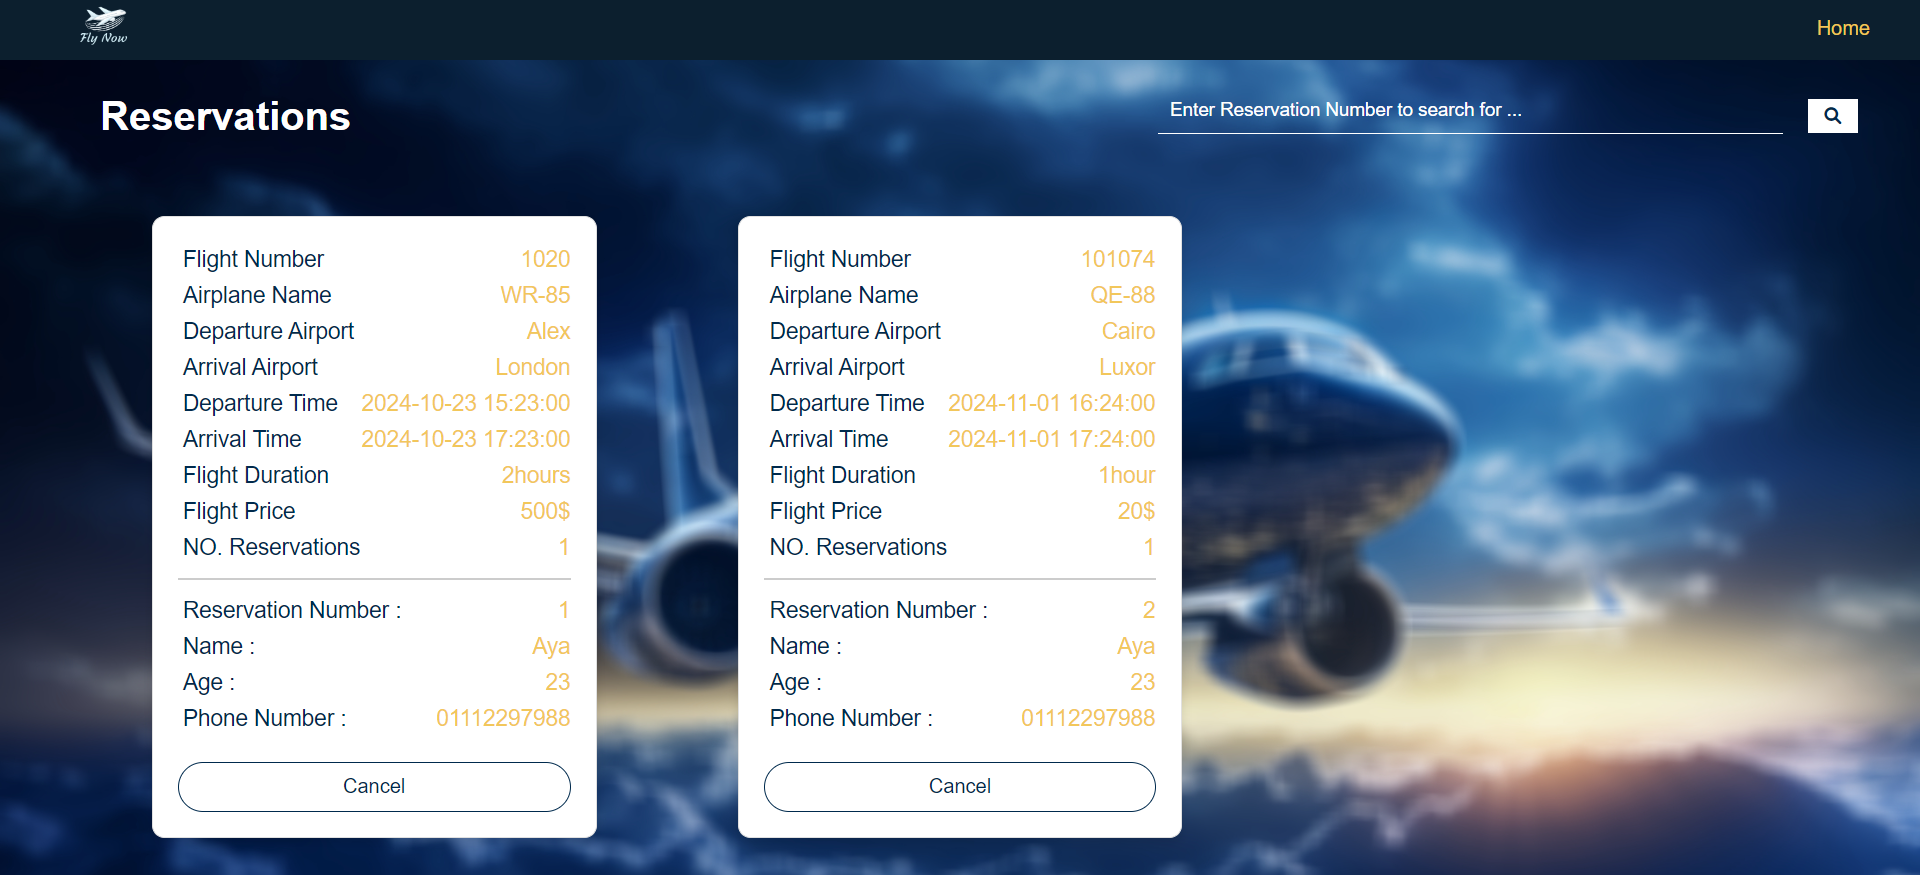 Fly Now
Home
Reservations
Enter Reservation Number to search for ...
Flight Number 1020
Airplane Name WR-85
Departure Airport Alex
Arrival Airport London
Departure Time 2024-10-23 15:23:00
Arrival Time 2024-10-23 17:23:00
Flight Duration 2hours
Flight Price 500$
NO. Reservations 1
Reservation Number : 1
Name : Aya
Age : 23
Phone Number : 01112297988
Cancel
Flight Number 101074
Airplane Name QE-88
Departure Airport Cairo
Arrival Airport Luxor
Departure Time 2024-11-01 16:24:00
Arrival Time 2024-11-01 17:24:00
Flight Duration 1hour
Flight Price 20$
NO. Reservations 1
Reservation Number : 2
Name : Aya
Age : 23
Phone Number : 01112297988
Cancel